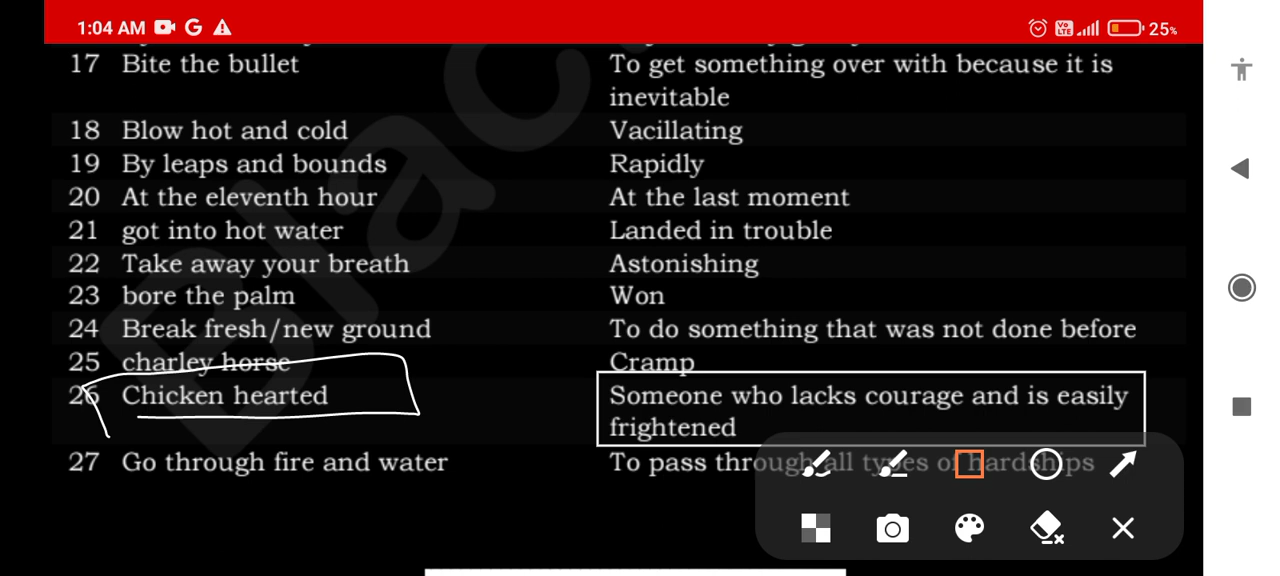 1:04 AM G Vo LTE 25%
17 Bite the bullet To get something over with because it is
inevitable
18 Blow hot and cold Vacillating
19 By leaps and bounds Rapidly
20 At the eleventh hour At the last moment
21 got into hot water Landed in trouble
22 Take away your breath Astonishing
23 bore the palm Won
24 Break fresh/new ground To do something that was not done before
25 charley horse Cramp
26 Chicken hearted Someone who lacks courage and is easily
frightened
27 Go through fire and water To pass through all types of hardships